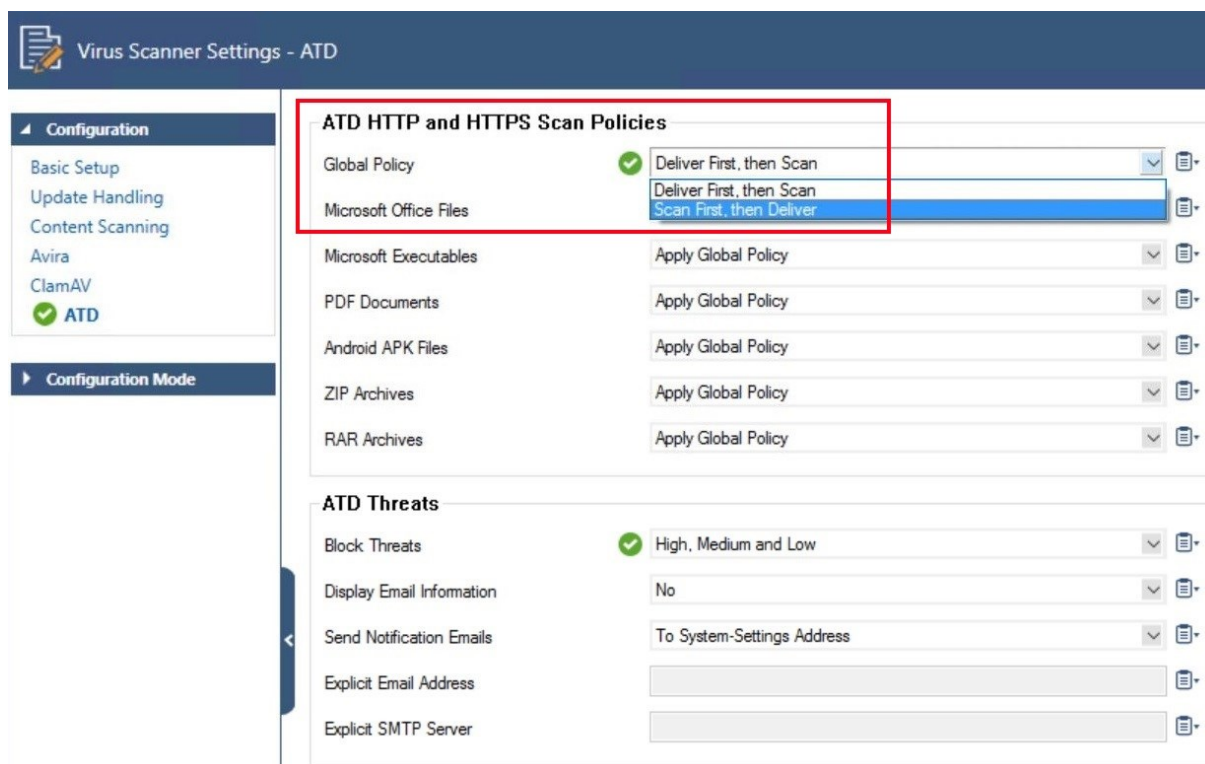 Virus Scanner Settings - ATD
Configuration
Basic Setup
Update Handling
Content Scanning
Avira
ClamAV
ATD
Configuration Mode
ATD HTTP and HTTPS Scan Policies
Global Policy Deliver First, then Scan
Deliver First, then Scan
Scan First, then Deliver
Microsoft Office Files
Microsoft Executables Apply Global Policy
PDF Documents Apply Global Policy
Android APK Files Apply Global Policy
ZIP Archives Apply Global Policy
RAR Archives Apply Global Policy
ATD Threats
Block Threats High, Medium and Low
Display Email Information No
Send Notification Emails To System-Settings Address
Explicit Email Address
Explicit SMTP Server